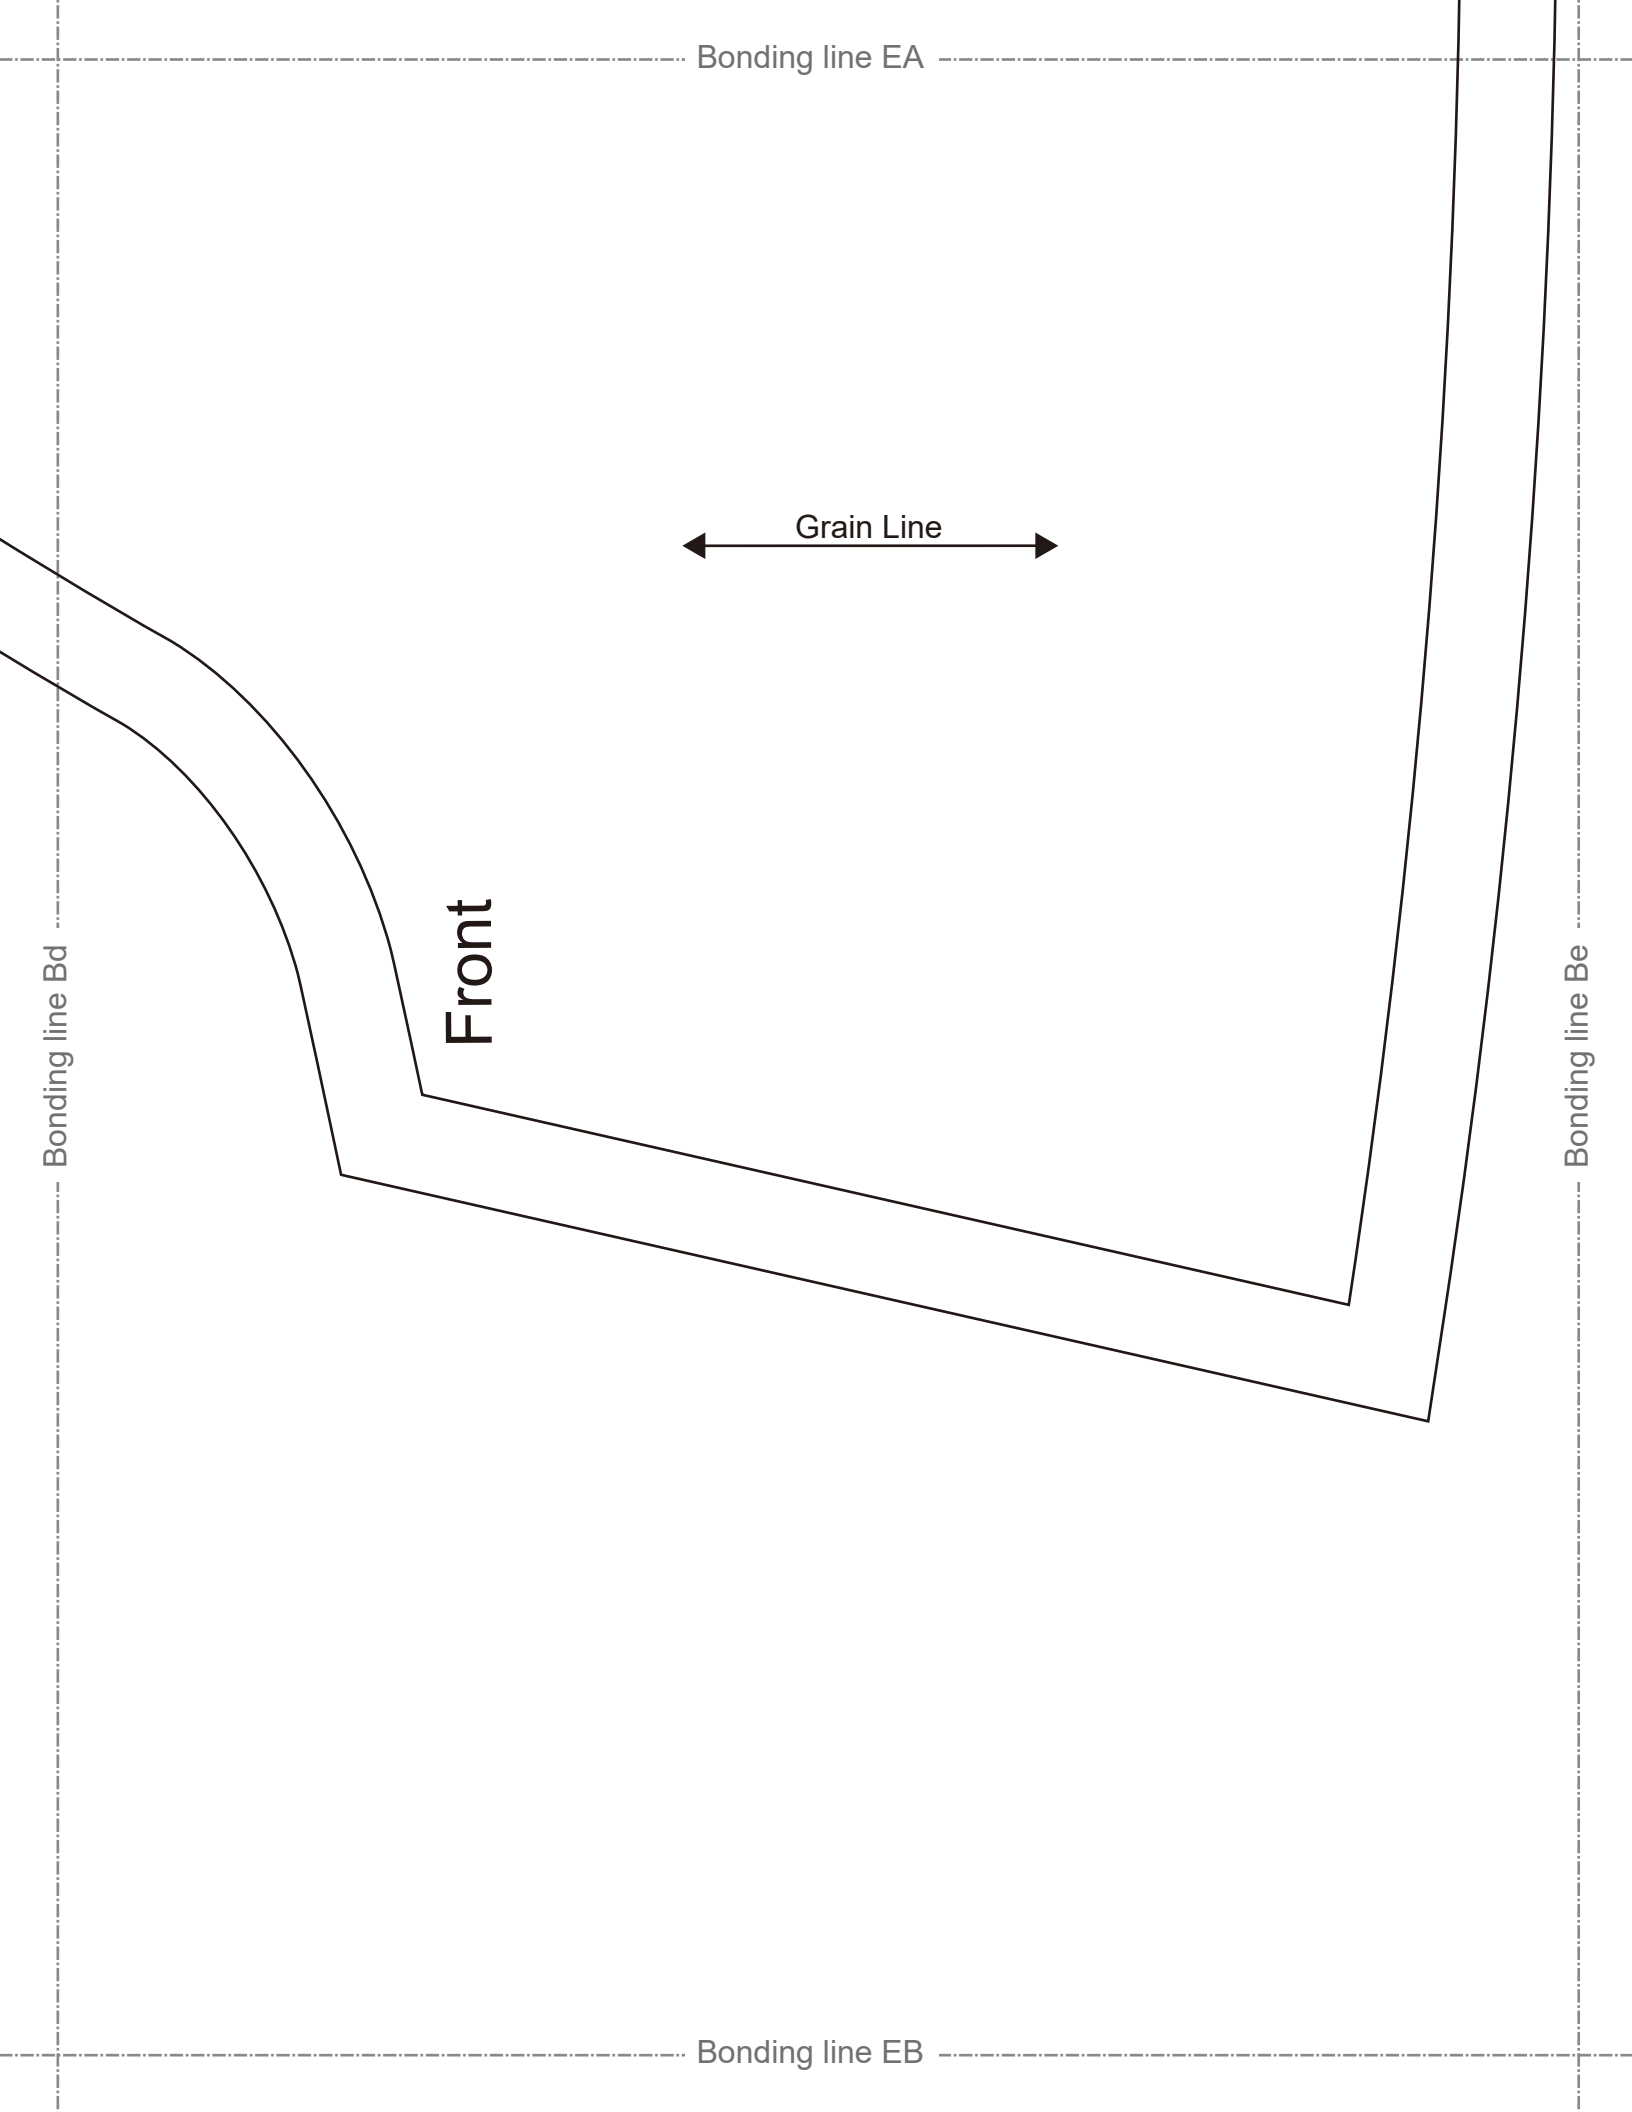 Bonding line EA
Grain Line
Front
Bonding line Bd
Bonding line Be
Bonding line EB